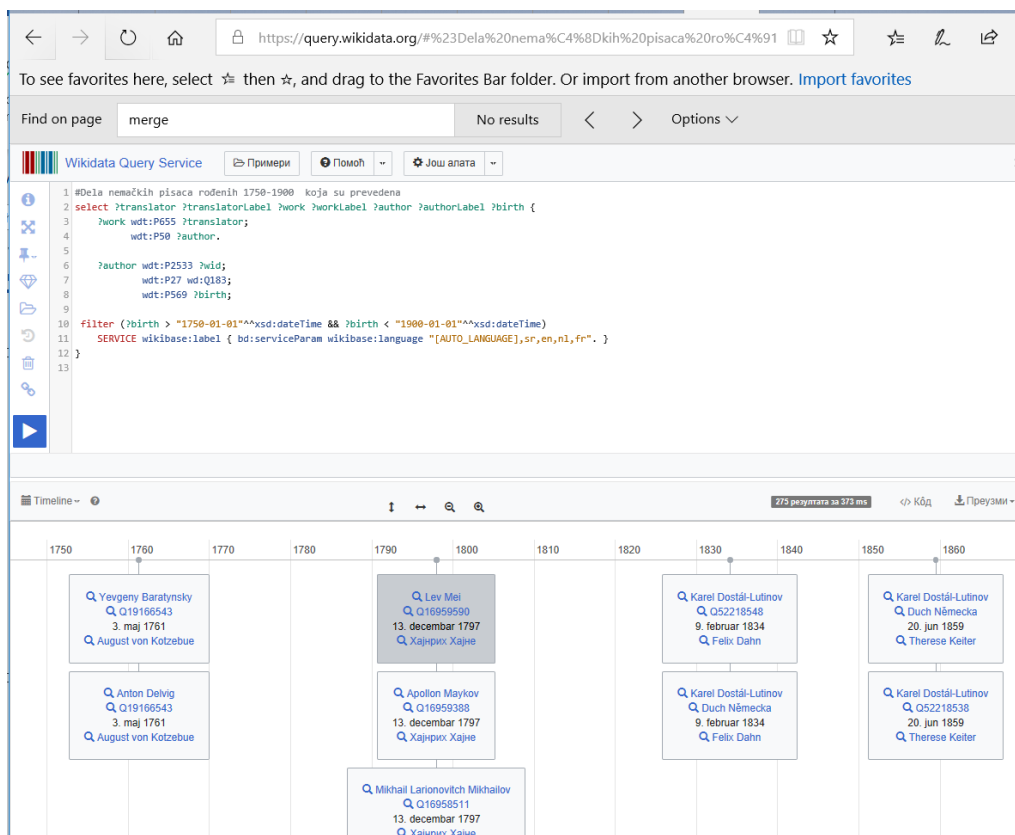 https://query.wikidata.org/#%23Dela%20nema%C4%8Dkih%20pisaca%20ro%C4%91
To see favorites here, select then , and drag to the Favorites Bar folder. Or import from another browser. Import favorites
Find on page merge No results Options
Wikidata Query Service Примери Помоћ Још алата
1 #Dela nemačkih pisaca rođenih 1750-1900 koja su prevedena
2 select ?translator ?translatorLabel ?work ?workLabel ?author ?authorLabel ?birth {
3 ?work wdt:P655 ?translator;
4 wdt:P50 ?author.
5
6 ?author wdt:P2533 ?wid;
7 wdt:P27 wd:Q183;
8 wdt:P569 ?birth;
9
10 filter (?birth > "1750-01-01"^^xsd:dateTime && ?birth < "1900-01-01"^^xsd:dateTime)
11 SERVICE wikibase:label { bd:serviceParam wikibase:language "[AUTO_LANGUAGE],sr,en,nl,fr". }
12 }
13
Timeline 275 резултата за 373 ms </> Кôд Преузми
1750 1760 1770 1780 1790 1800 1810 1820 1830 1840 1850 1860
Yevgeny Baratynsky
Q19166543
3. maj 1761
August von Kotzebue
Lev Mei
Q16959590
13. decembar 1797
Хајнрих Хајне
Karel Dostál-Lutinov
Q52218548
9. februar 1834
Felix Dahn
Karel Dostál-Lutinov
Duch Německa
20. jun 1859
Therese Keiter
Anton Delvig
Q19166543
3. maj 1761
August von Kotzebue
Apollon Maykov
Q16959388
13. decembar 1797
Хајнрих Хајне
Karel Dostál-Lutinov
Duch Německa
9. februar 1834
Felix Dahn
Karel Dostál-Lutinov
Q52218538
20. jun 1859
Therese Keiter
Mikhail Larionovitch Mikhailov
Q16958511
13. decembar 1797
Хајнрих Хајне